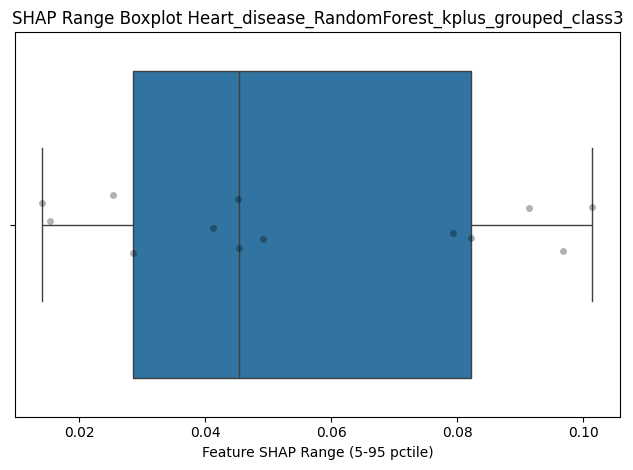 SHAP Range Boxplot Heart_disease_RandomForest_kplus_grouped_class3
0.02 0.04 0.06 0.08 0.10
Feature SHAP Range (5-95 pctile)